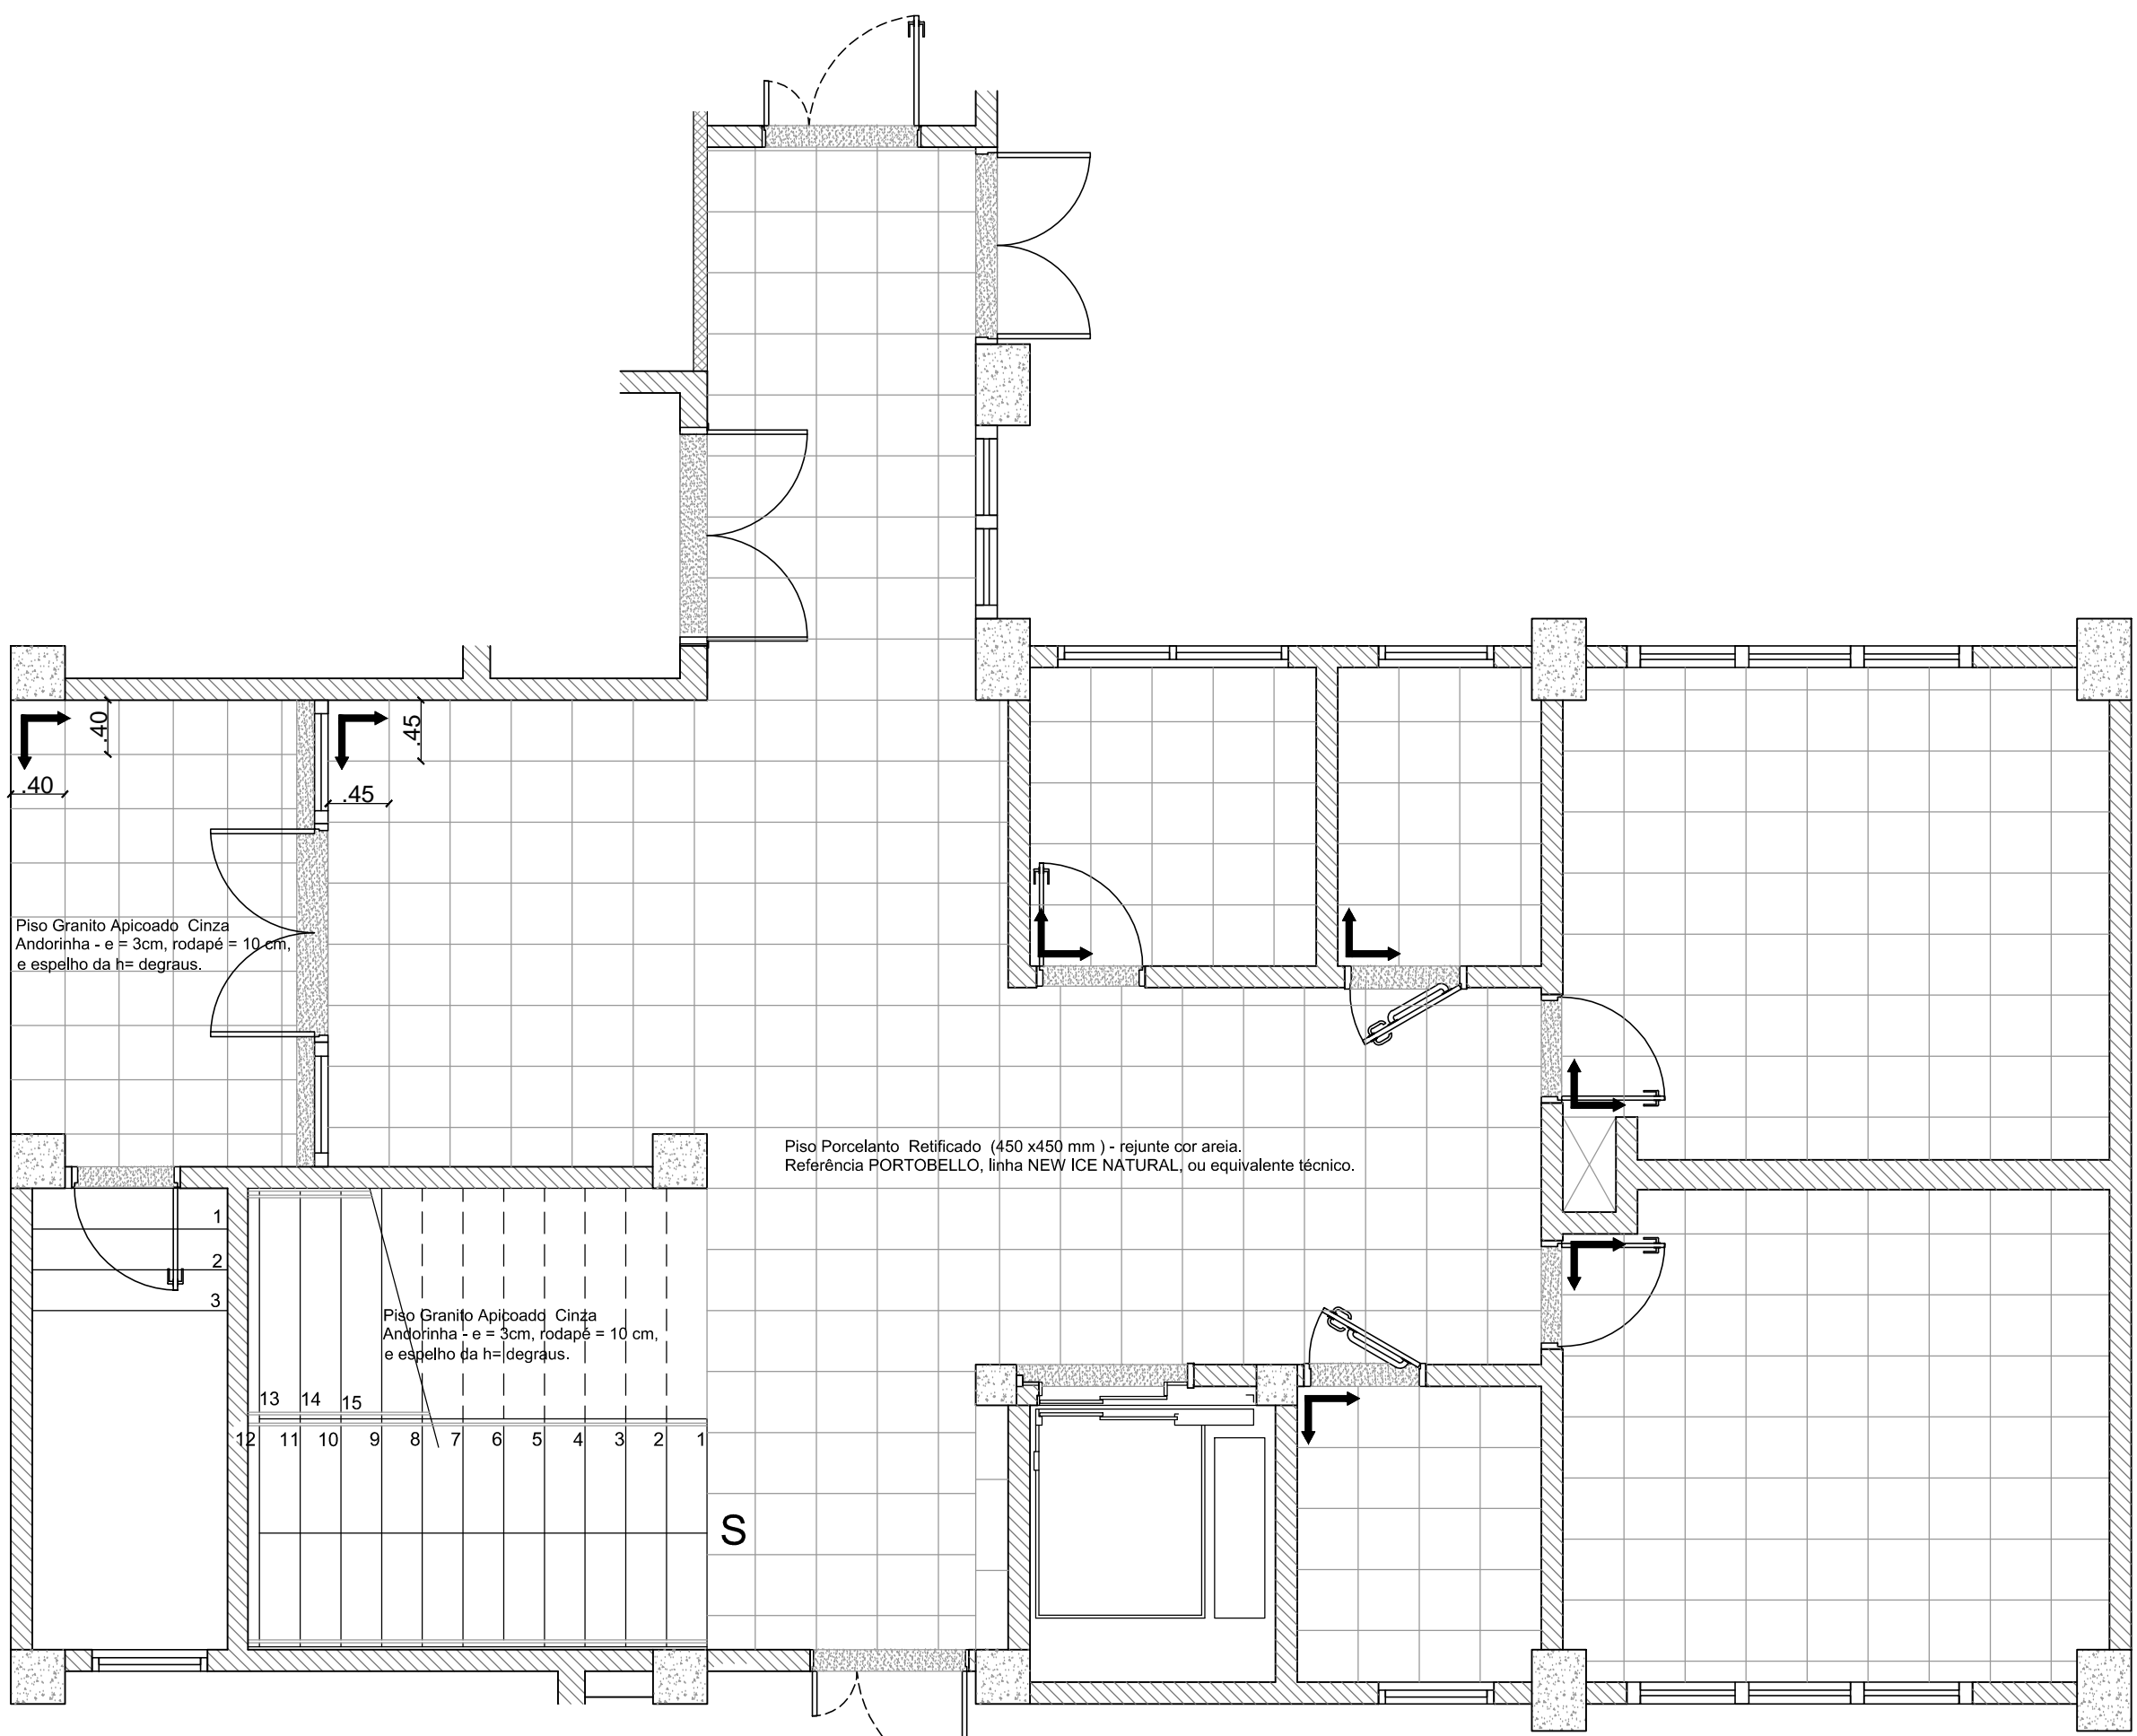 .40
.45
.40
.45
Piso Granito Apicoado Cinza
Andorinha - e = 3cm, rodapé = 10 cm,
e espelho da h= degraus.
Piso Porcelanto Retificado (450 x450 mm ) - rejunte cor areia.
Referência PORTOBELLO, linha NEW ICE NATURAL, ou equivalente técnico.
1
2
3
Piso Granito Apicoado Cinza
Andorinha - e = 3cm, rodapé = 10 cm,
e espelho da h= degraus.
13 14 15
12 11 10 9 8 7 6 5 4 3 2 1
S